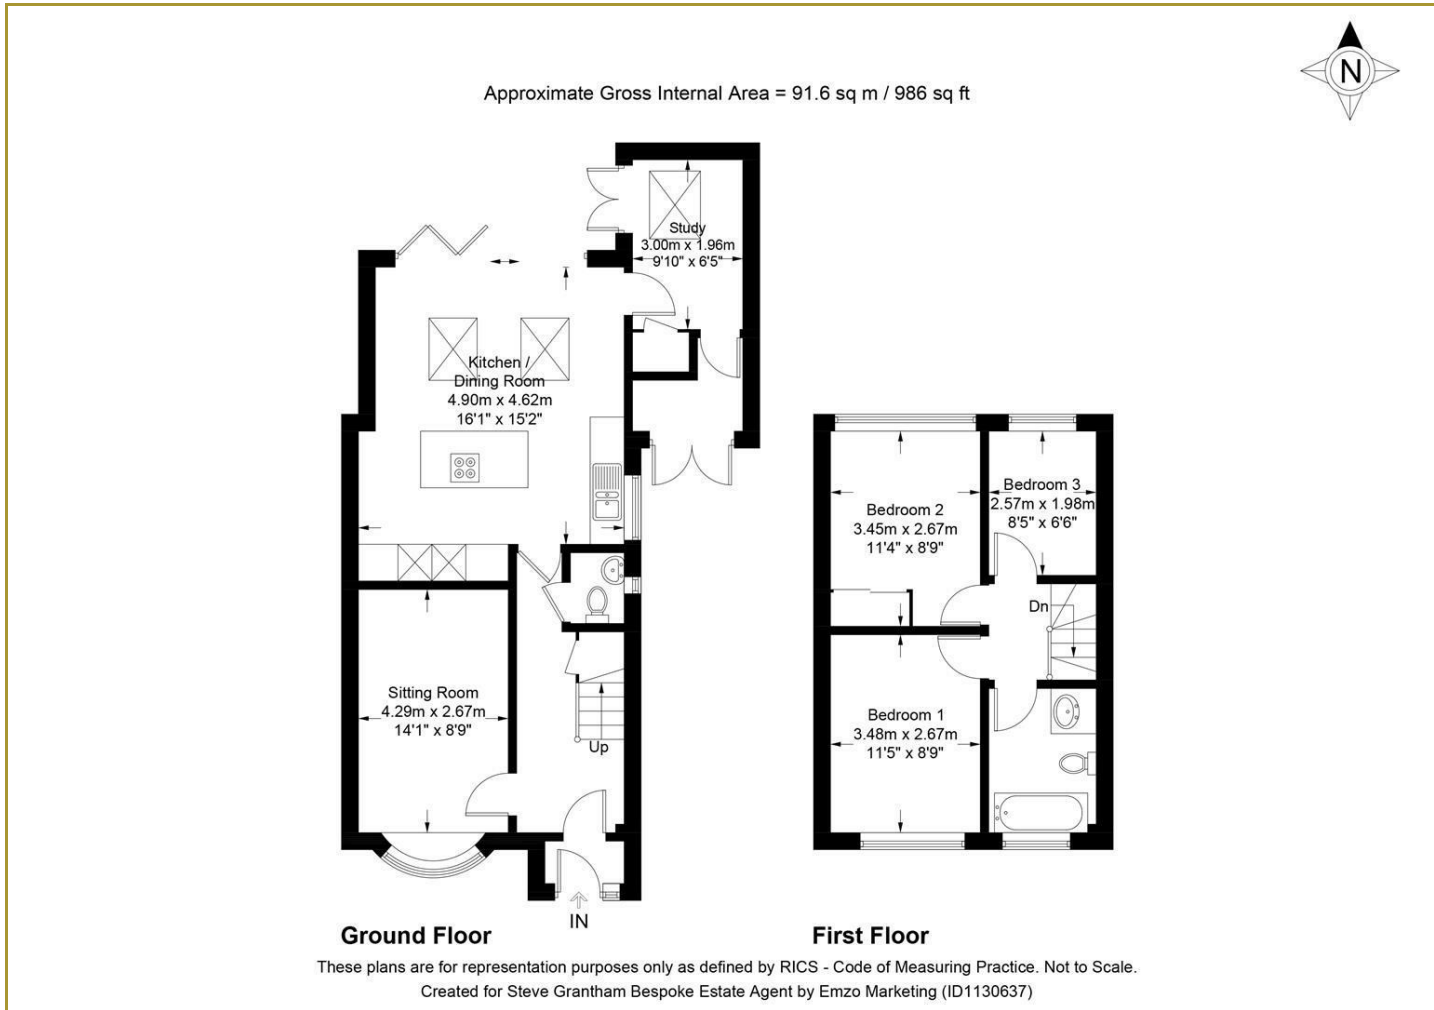 N
Approximate Gross Internal Area = 91.6 sq m / 986 sq ft
Study
3.00m x 1.96m
9'10" x 6'5"
Kitchen /
Dining Room
4.90m x 4.62m
16'1" x 15'2"
Sitting Room
4.29m x 2.67m
14'1" x 8'9"
Up
IN
Bedroom 2
3.45m x 2.67m
11'4" x 8'9"
Bedroom 3
2.57m x 1.98m
8'5" x 6'6"
Dn
Bedroom 1
3.48m x 2.67m
11'5" x 8'9"
Ground Floor
First Floor
These plans are for representation purposes only as defined by RICS - Code of Measuring Practice. Not to Scale.
Created for Steve Grantham Bespoke Estate Agent by Emzo Marketing (ID1130637)